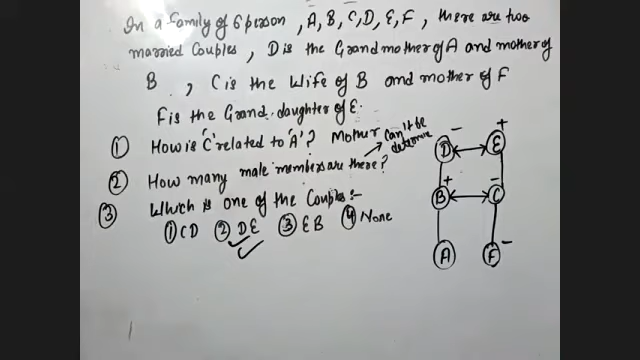 In a family of 6 person, A, B, C, D, E, F, there are two
married couples, D is the Grandmother of A and mother of
B, C is the Wife of B and mother of F
F is the Grand.daughter of E.
① How is 'C' related to 'A'? Mother
② How many male members are there? → Can't be determine
③ Which is one of the Couples:-
① CD ② DE ③ EB ④ None
- +
D E
+ -
B C
A F -